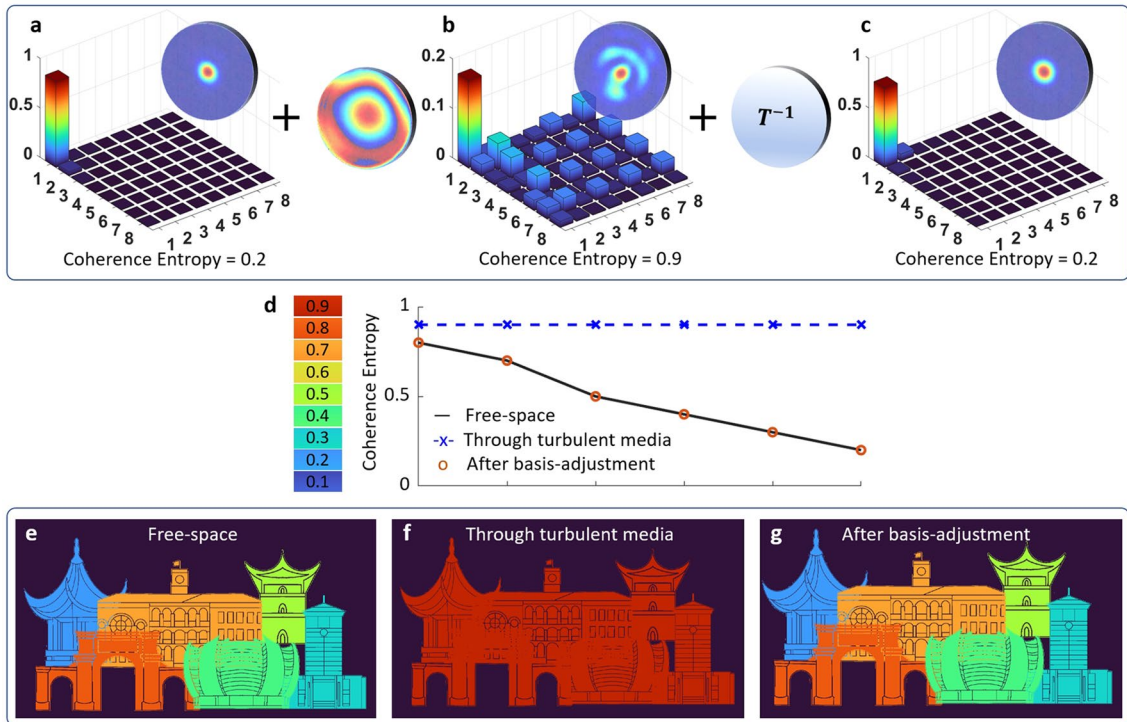 a
1
0.5
0
1 2 3 4 5 6 7 8
1 2 3 4 5 6 7 8
Coherence Entropy = 0.2
+
b
0.2
0.1
0
1 2 3 4 5 6 7 8
1 2 3 4 5 6 7 8
Coherence Entropy = 0.9
+
T⁻¹
c
1
0.5
0
1 2 3 4 5 6 7 8
1 2 3 4 5 6 7 8
Coherence Entropy = 0.2
d
0.9
0.8
0.7
0.6
0.5
0.4
0.3
0.2
0.1
Coherence Entropy
1
0.5
0
— Free-space
-x- Through turbulent media
o After basis-adjustment
e Free-space
f Through turbulent media
g After basis-adjustment